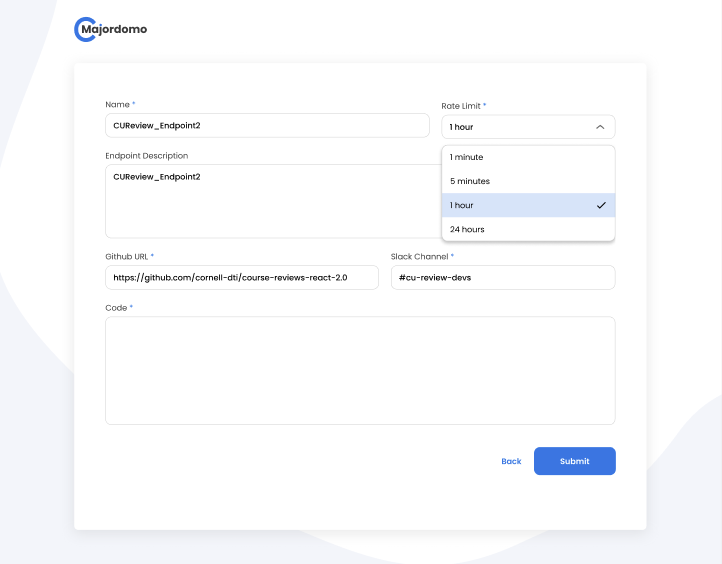 Majordomo
Name *
Rate Limit *
CUReview_Endpoint2
1 hour
Endpoint Description
CUReview_Endpoint2
1 minute
5 minutes
1 hour
24 hours
Github URL *
Slack Channel *
https://github.com/cornell-dti/course-reviews-react-2.0
#cu-review-devs
Code *
Back
Submit